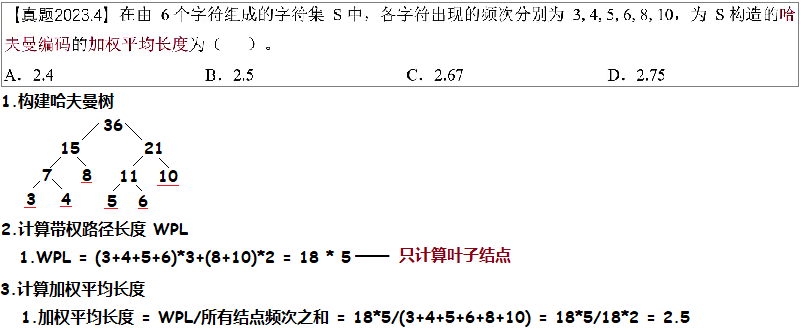 【真题2023.4】在由 6 个字符组成的字符集 S 中，各字符出现的频次分别为 3, 4, 5, 6, 8, 10，为 S 构造的哈
夫曼编码的加权平均长度为（ ）。
A. 2.4 B. 2.5 C. 2.67 D. 2.75
1.构建哈夫曼树
36
15 21
7 8 11 10
3 4 5 6
2.计算带权路径长度 WPL
1.WPL = (3+4+5+6)*3+(8+10)*2 = 18 * 5 —— 只计算叶子结点
3.计算加权平均长度
1.加权平均长度 = WPL/所有结点频次之和 = 18*5/(3+4+5+6+8+10) = 18*5/18*2 = 2.5